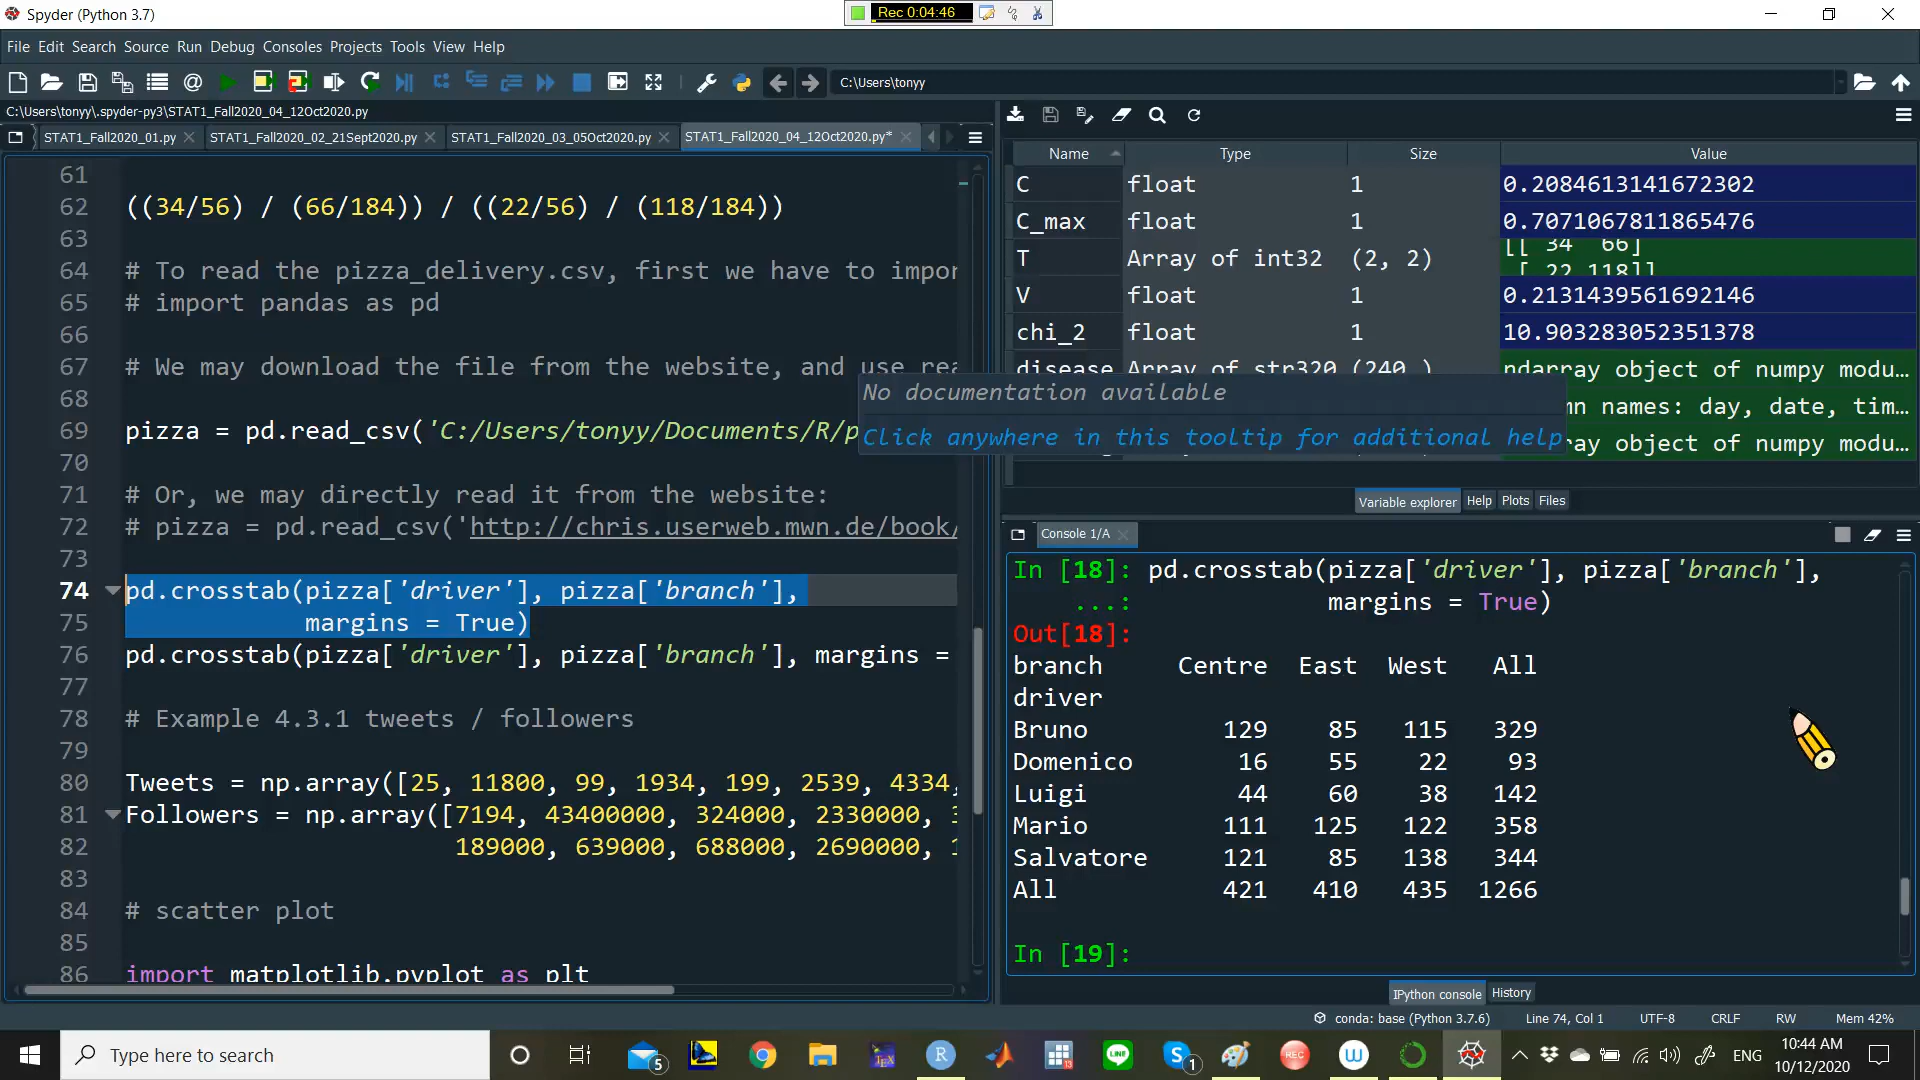 Spyder (Python 3.7)
Rec 0:04:46
File Edit Search Source Run Debug Consoles Projects Tools View Help
C:\Users\tonyy
C:\Users\tonyy\.spyder-py3\STAT1_Fall2020_04_12Oct2020.py
STAT1_Fall2020_01.py
STAT1_Fall2020_02_21Sept2020.py
STAT1_Fall2020_03_05Oct2020.py
STAT1_Fall2020_04_12Oct2020.py*
61
62 ((34/56) / (66/184)) / ((22/56) / (118/184))
63
64 # To read the pizza_delivery.csv, first we have to impor
65 # import pandas as pd
66
67 # We may download the file from the website, and use rea
68
69 pizza = pd.read_csv('C:/Users/tonyy/Documents/R/p
70
71 # Or, we may directly read it from the website:
72 # pizza = pd.read_csv('http://chris.userweb.mwn.de/book/
73
74 pd.crosstab(pizza['driver'], pizza['branch'],
75 margins = True)
76 pd.crosstab(pizza['driver'], pizza['branch'], margins =
77
78 # Example 4.3.1 tweets / followers
79
80 Tweets = np.array([25, 11800, 99, 1934, 199, 2539, 4334,
81 Followers = np.array([7194, 43400000, 324000, 2330000,
82 189000, 639000, 688000, 2690000,
83
84 # scatter plot
85
86 import matplotlib.pyplot as plt
Name Type Size Value
C float 1 0.2084613141672302
C_max float 1 0.7071067811865476
T Array of int32 (2, 2) [[ 34 66]
[ 22 118]]
V float 1 0.2131439561692146
chi_2 float 1 10.903283052351378
disease Array of str320 (240,) ndarray object of numpy modu...
mn names: day, date, tim...
ray object of numpy modu...
No documentation available
Click anywhere in this tooltip for additional help
Variable explorer Help Plots Files
Console 1/A
In [18]: pd.crosstab(pizza['driver'], pizza['branch'],
...: margins = True)
Out[18]:
branch Centre East West All
driver
Bruno 129 85 115 329
Domenico 16 55 22 93
Luigi 44 60 38 142
Mario 111 125 122 358
Salvatore 121 85 138 344
All 421 410 435 1266
In [19]:
IPython console History
conda: base (Python 3.7.6) Line 74, Col 1 UTF-8 CRLF RW Mem 42%
Type here to search
5
TEX
R
13
LINE
1
REC
W
ENG
10:44 AM
10/12/2020